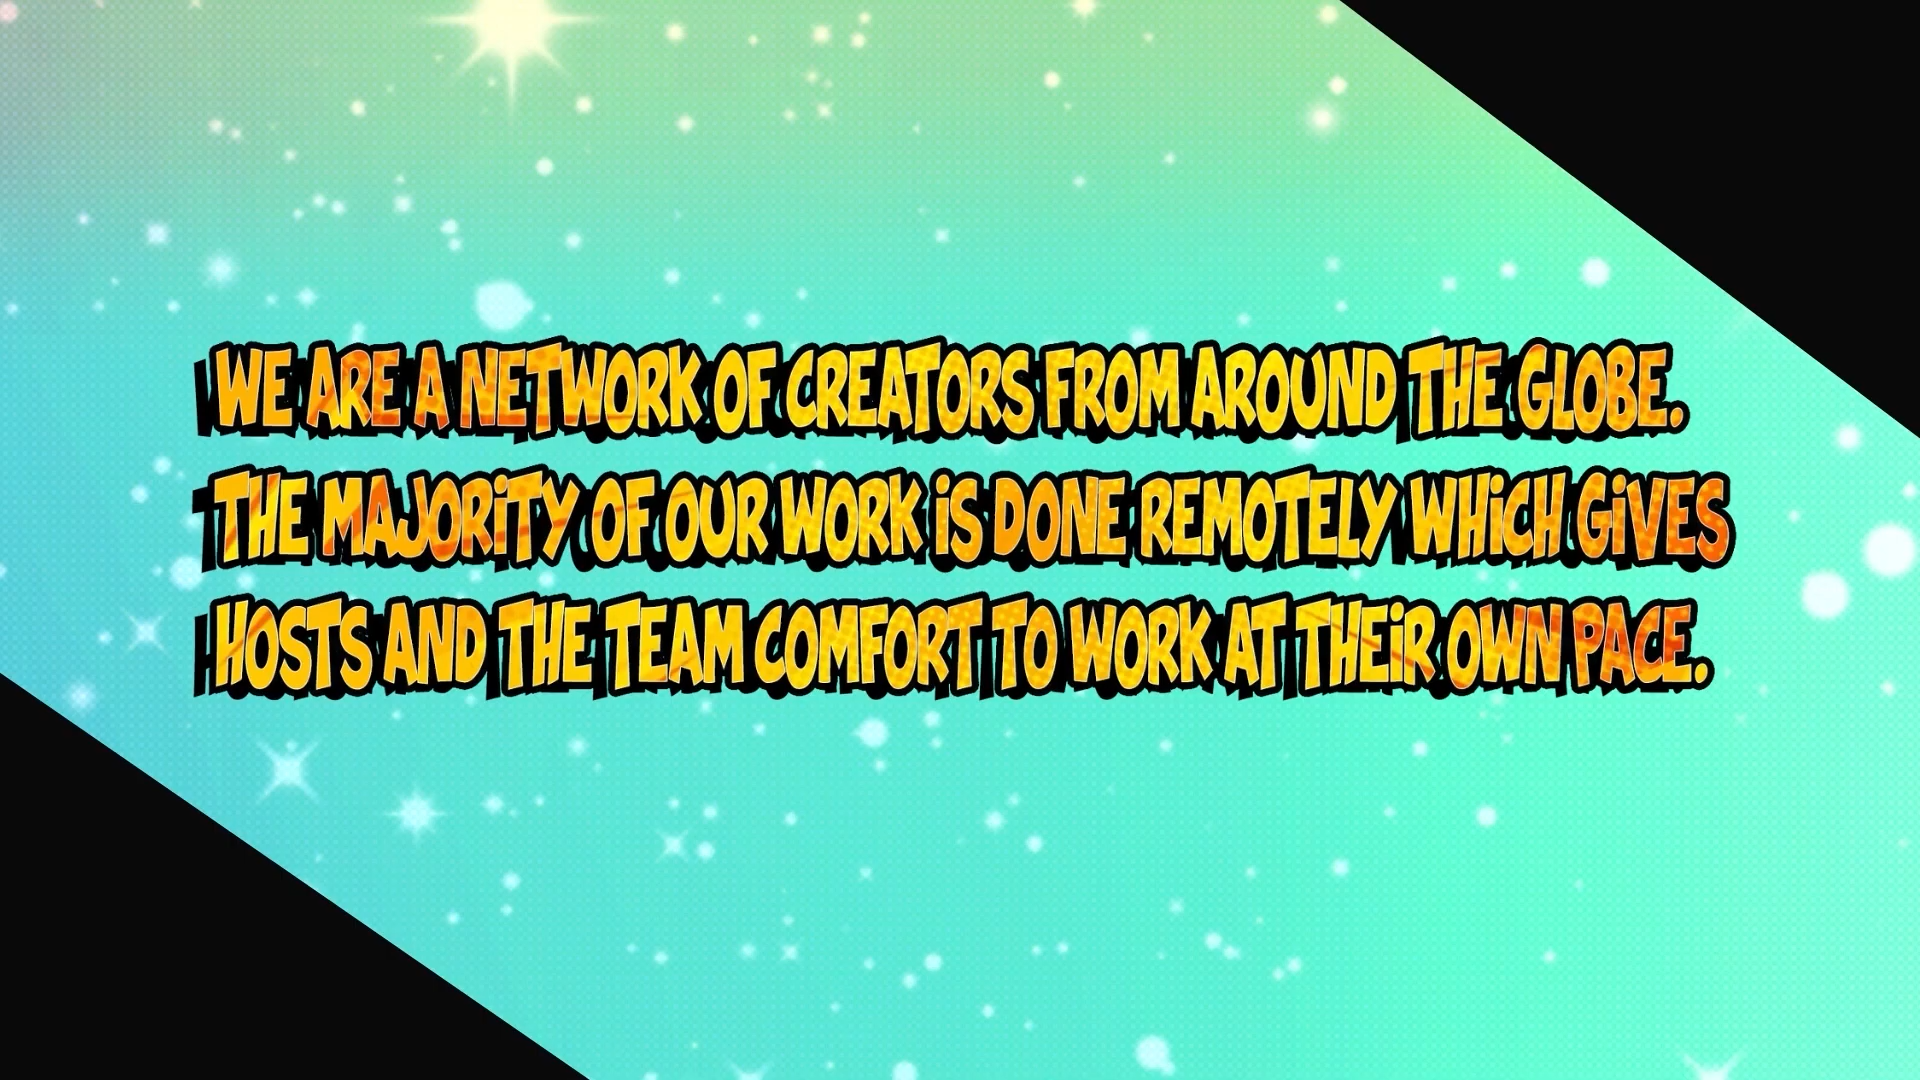 WE ARE A NETWORK OF CREATORS FROM AROUND THE GLOBE.
THE MAJORiTY OF OUR WORK iS DONE REMOTELY WHiCH GiVES
HOSTS AND THE TEAM COMFORT TO WORK AT THEiR OWN PACE.